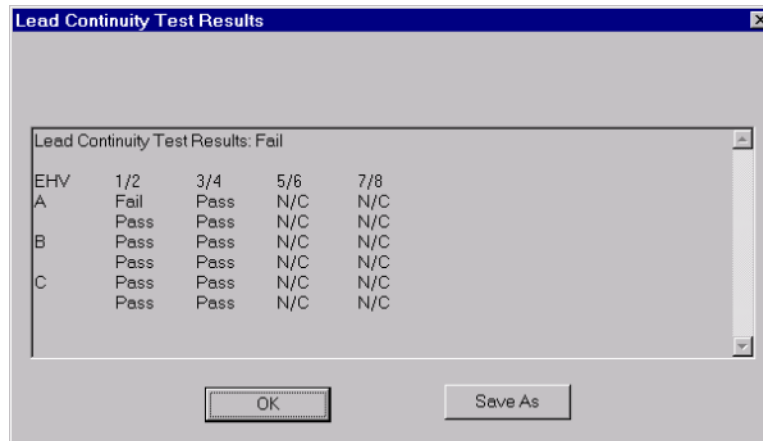 Lead Continuity Test Results
Lead Continuity Test Results: Fail
EHV 1/2 3/4 5/6 7/8
A Fail Pass N/C N/C
Pass Pass N/C N/C
B Pass Pass N/C N/C
Pass Pass N/C N/C
C Pass Pass N/C N/C
Pass Pass N/C N/C
OK Save As